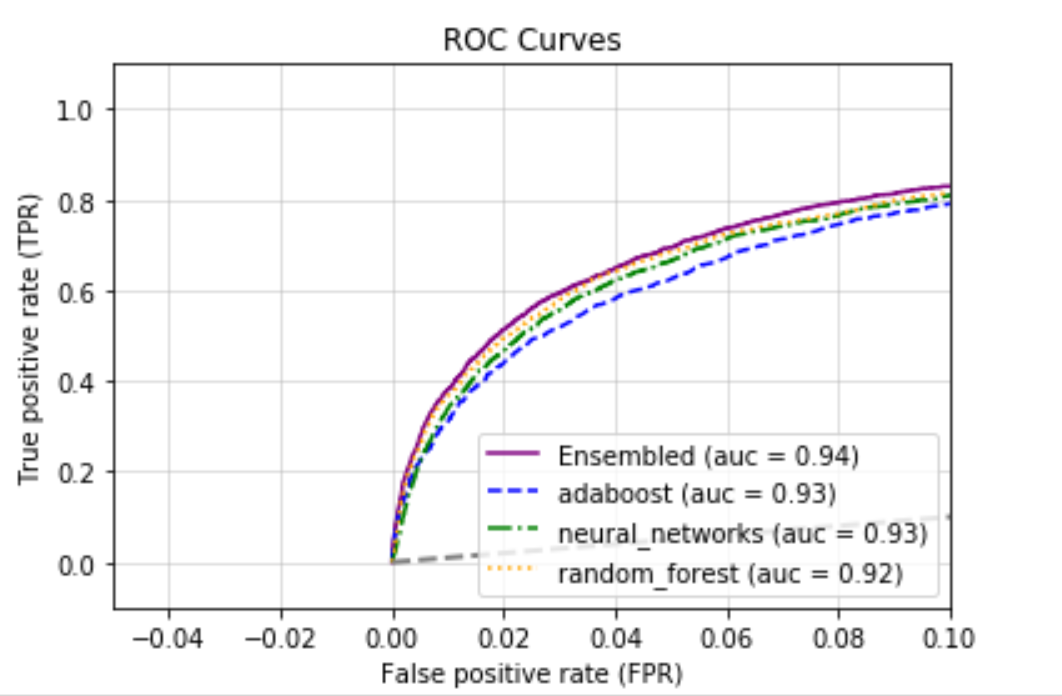 ROC Curves
1.0
0.8
0.6
0.4
0.2
0.0
True positive rate (TPR)
Ensembled (auc = 0.94)
adaboost (auc = 0.93)
neural_networks (auc = 0.93)
random_forest (auc = 0.92)
−0.04 −0.02 0.00 0.02 0.04 0.06 0.08 0.10
False positive rate (FPR)